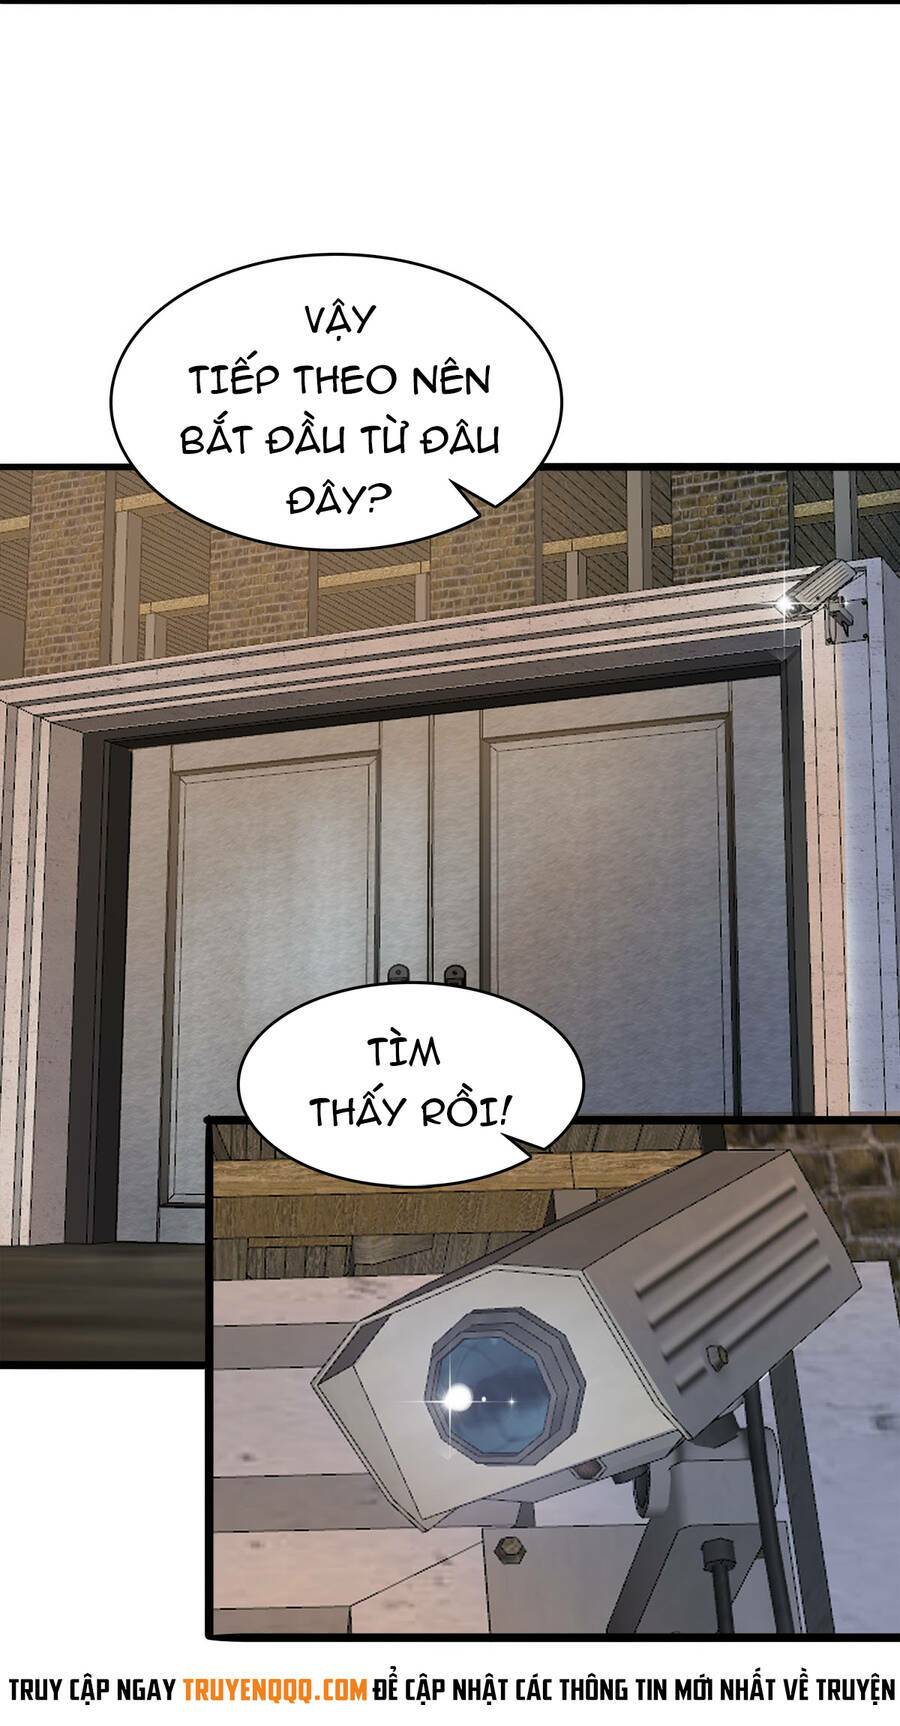 VẬY
TIẾP THEO NÊN
BẮT ĐẦU TỪ ĐÂU
ĐÂY?
TÌM
THẤY RỒI!
TRUY CẬP NGAY TRUYENQQQ.COM ĐỂ CẬP NHẬT CÁC THÔNG TIN MỚI NHẤT VỀ TRUYỆN